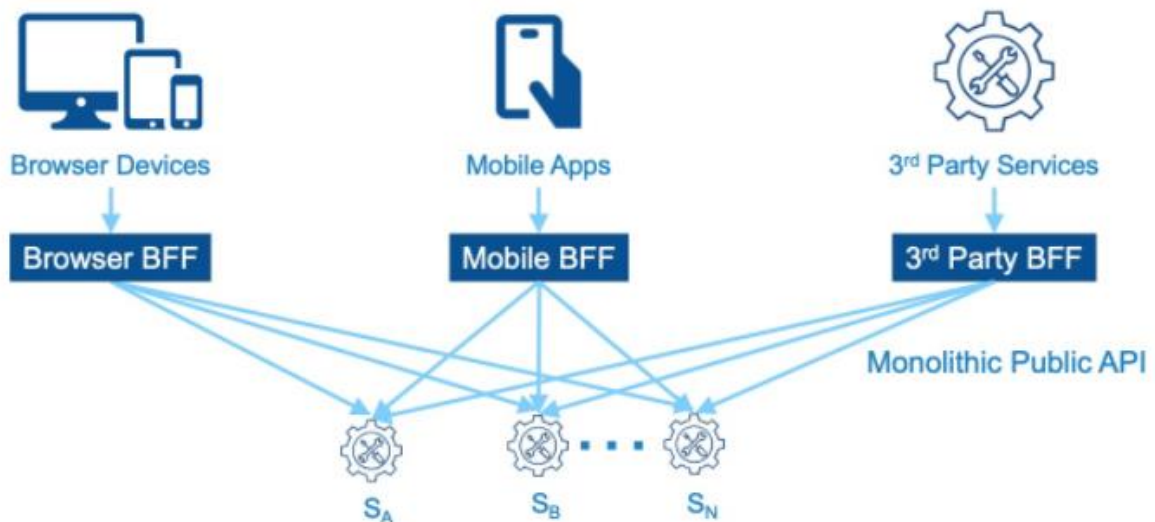 Browser Devices
Mobile Apps
3rd Party Services
Browser BFF
Mobile BFF
3rd Party BFF
Monolithic Public API
SA
SB
SN